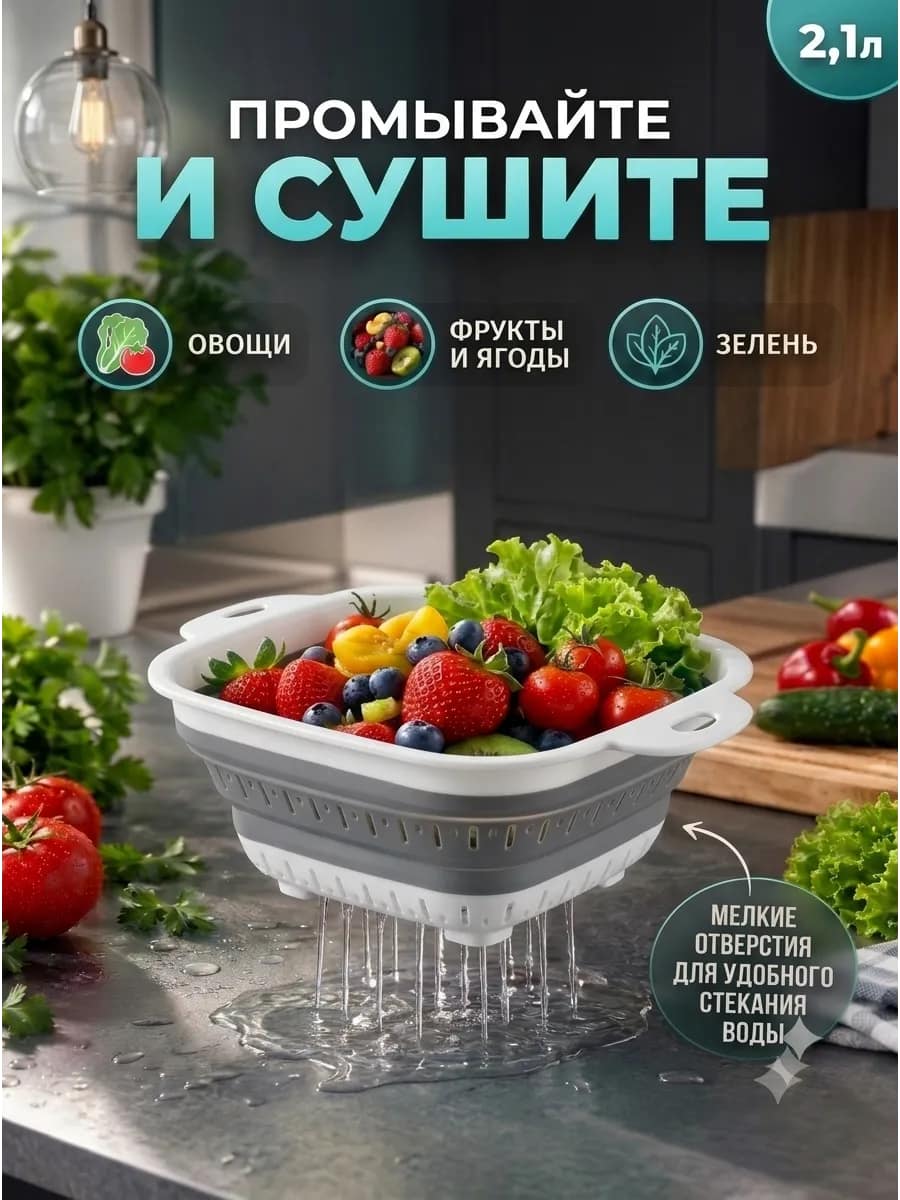 2,1л
ПРОМЫВАЙТЕ
И СУШИТЕ
ОВОЩИ
ФРУКТЫ
И ЯГОДЫ
ЗЕЛЕНЬ
МЕЛКИЕ
ОТВЕРСТИЯ
ДЛЯ УДОБНОГО
СТЕКАНИЯ
ВОДЫ